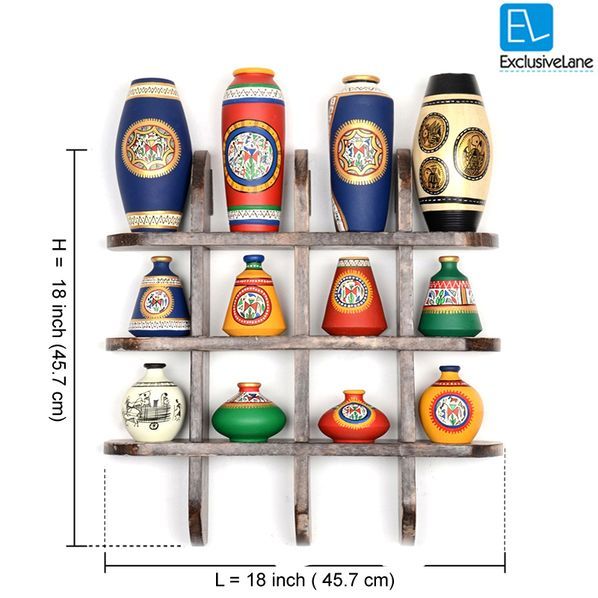 EL
ExclusiveLane
H = 18 inch (45.7 cm)
L = 18 inch ( 45.7 cm)